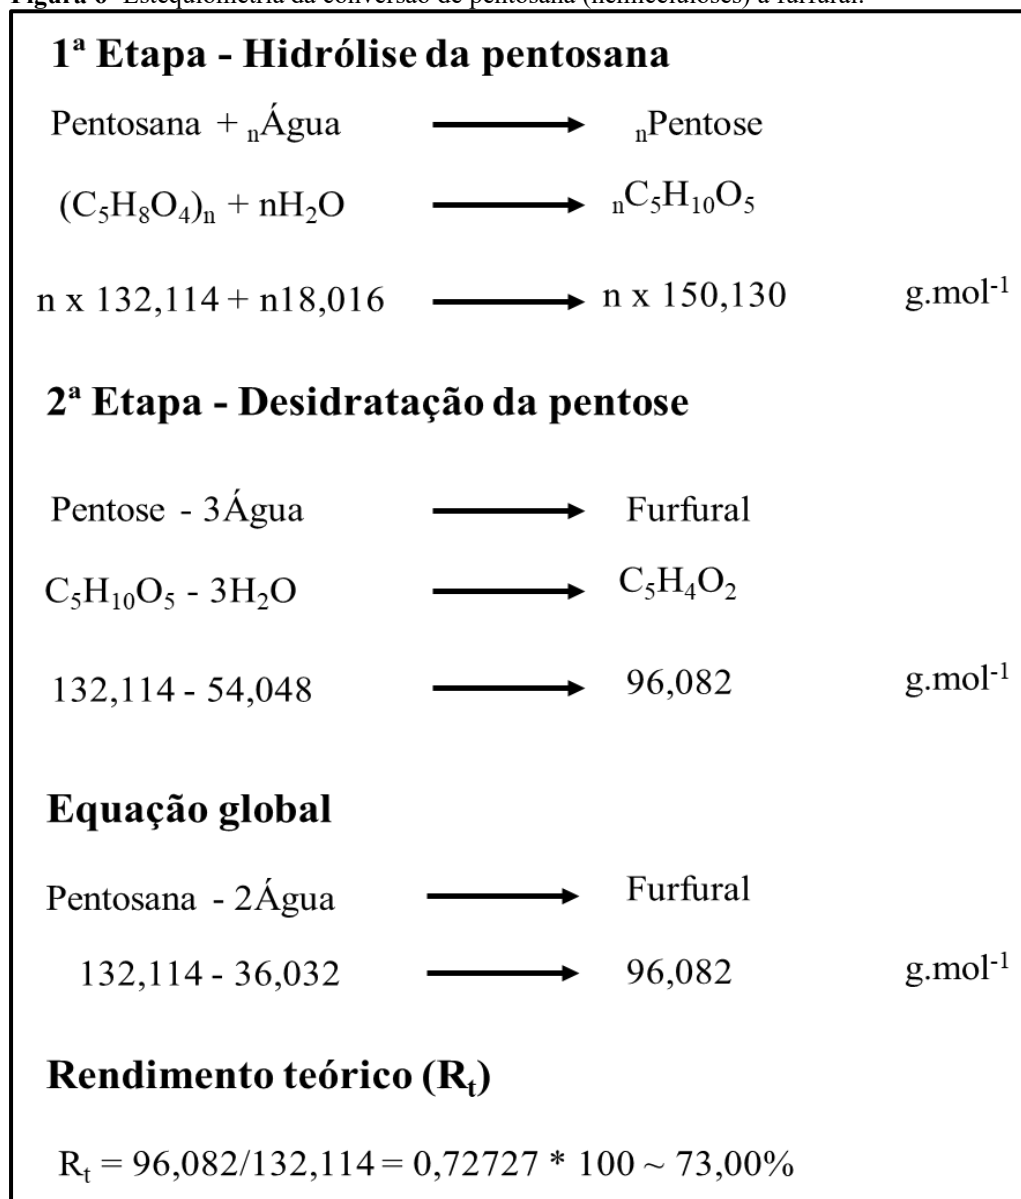 Figura 6- Estequiometria da conversão de pentosana (hemiceluloses) a furfural.
1ª Etapa - Hidrólise da pentosana
Pentosana + nÁgua ⟶ nPentose
(C₅H₈O₄)ₙ + nH₂O ⟶ ₙC₅H₁₀O₅
n x 132,114 + n18,016 ⟶ n x 150,130 g.mol⁻¹
2ª Etapa - Desidratação da pentose
Pentose - 3Água ⟶ Furfural
C₅H₁₀O₅ - 3H₂O ⟶ C₅H₄O₂
132,114 - 54,048 ⟶ 96,082 g.mol⁻¹
Equação global
Pentosana - 2Água ⟶ Furfural
132,114 - 36,032 ⟶ 96,082 g.mol⁻¹
Rendimento teórico (Rₜ)
Rₜ = 96,082/132,114 = 0,72727 * 100 ~ 73,00%